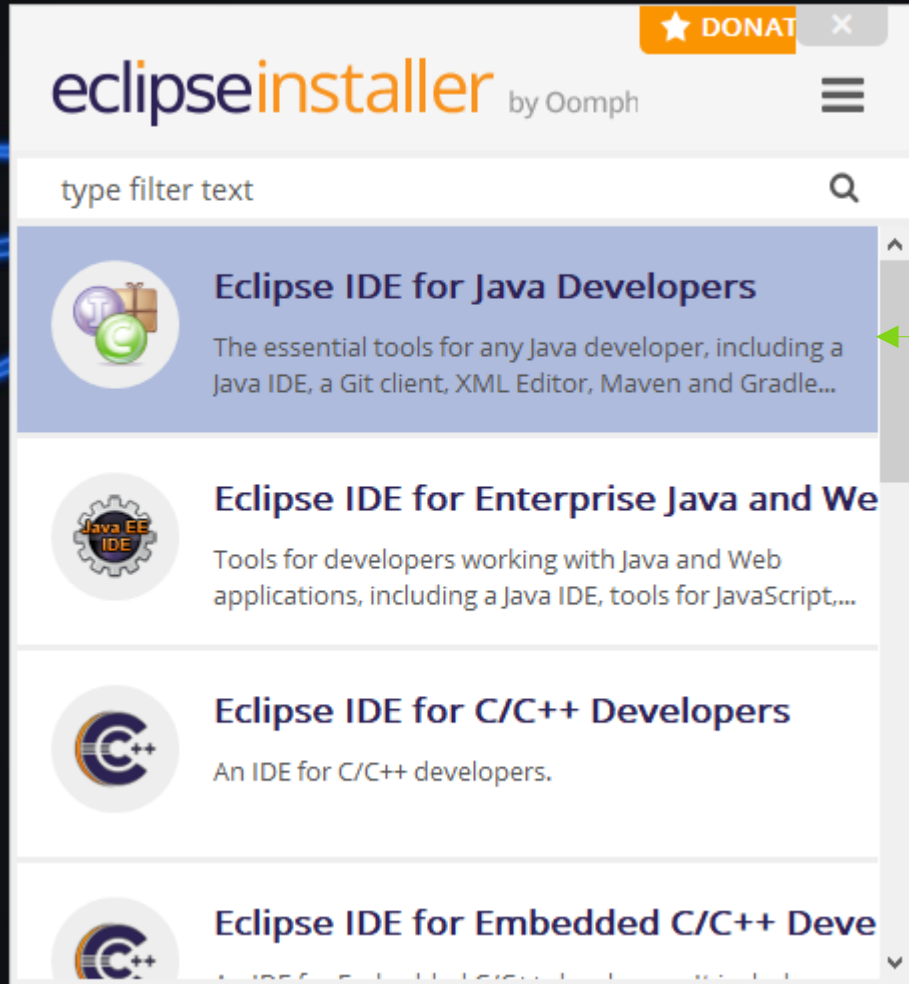 DONAT
eclipseinstaller by Oomph
type filter text
Eclipse IDE for Java Developers
The essential tools for any Java developer, including a
Java IDE, a Git client, XML Editor, Maven and Gradle...
Java EE
IDE
Eclipse IDE for Enterprise Java and We
Tools for developers working with Java and Web
applications, including a Java IDE, tools for JavaScript,...
C++
Eclipse IDE for C/C++ Developers
An IDE for C/C++ developers.
C++
Eclipse IDE for Embedded C/C++ Deve